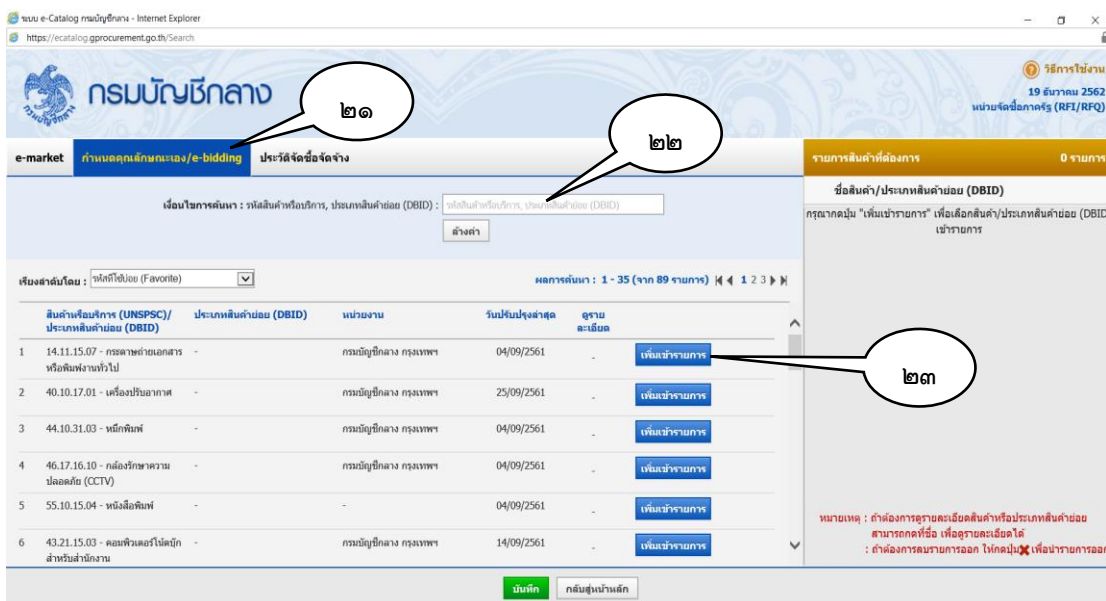 ระบบ e-Catalog กรมบัญชีกลาง - Internet Explorer
https://ecatalog.gprocurement.go.th/Search
กรมบัญชีกลาง
วิธีการใช้งาน
19 ธันวาคม 2562
หน่วยจัดซื้อภาครัฐ (RFI/RFQ)
๒๑
๒๒
e-market กำหนดคุณลักษณะเอง/e-bidding ประวัติจัดซื้อจัดจ้าง
รายการสินค้าที่ต้องการ 0 รายการ
ชื่อสินค้า/ประเภทสินค้าย่อย (DBID)
กรุณากดปุ่ม "เพิ่มเข้ารายการ" เพื่อเลือกสินค้า/ประเภทสินค้าย่อย (DBID
เข้ารายการ
เงื่อนไขการค้นหา : รหัสสินค้าหรือบริการ, ประเภทสินค้าย่อย (DBID) : รหัสสินค้าหรือบริการ, ประเภทสินค้าย่อย (DBID)
ล้างค่า
เรียงลำดับโดย : รหัสที่ใช้บ่อย (Favorite)
ผลการค้นหา : 1 - 35 (จาก 89 รายการ) 1 2 3
สินค้าหรือบริการ (UNSPSC)/ ประเภทสินค้าย่อย (DBID) หน่วยงาน วันปรับปรุงล่าสุด ดูราย
ประเภทสินค้าย่อย (DBID) ละเอียด
1 14.11.15.07 - กระดาษถ่ายเอกสาร - กรมบัญชีกลาง กรุงเทพฯ 04/09/2561 - เพิ่มเข้ารายการ
หรือพิมพ์งานทั่วไป
๒๓
2 40.10.17.01 - เครื่องปรับอากาศ - กรมบัญชีกลาง กรุงเทพฯ 25/09/2561 - เพิ่มเข้ารายการ
3 44.10.31.03 - หมึกพิมพ์ - กรมบัญชีกลาง กรุงเทพฯ 04/09/2561 - เพิ่มเข้ารายการ
4 46.17.16.10 - กล้องรักษาความ - กรมบัญชีกลาง กรุงเทพฯ 04/09/2561 - เพิ่มเข้ารายการ
ปลอดภัย (CCTV)
5 55.10.15.04 - หนังสือพิมพ์ - - 04/09/2561 - เพิ่มเข้ารายการ
6 43.21.15.03 - คอมพิวเตอร์โน้ตบุ๊ก - กรมบัญชีกลาง กรุงเทพฯ 14/09/2561 - เพิ่มเข้ารายการ
สำหรับสำนักงาน
หมายเหตุ : ถ้าต้องการดูรายละเอียดสินค้าหรือประเภทสินค้าย่อย
สามารถกดที่ชื่อ เพื่อดูรายละเอียดได้
: ถ้าต้องการลบรายการออก ให้กดปุ่ม เพื่อนำรายการออก
บันทึก กลับสู่หน้าหลัก